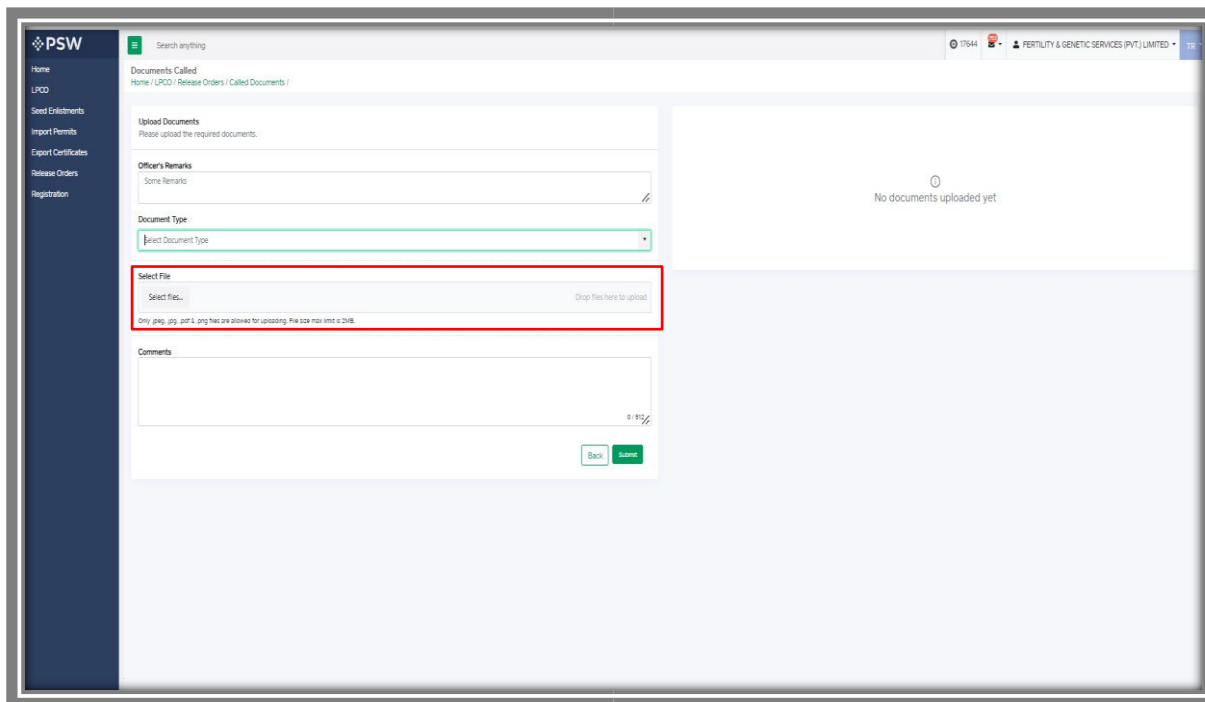 PSW
Search anything
17644
FERTILITY & GENETIC SERVICES (PVT.) LIMITED
TR
Home
LPCO
Seed Enlistments
Import Permits
Export Certificates
Release Orders
Registration
Documents Called
Home / LPCO / Release Orders / Called Documents /
Upload Documents
Please upload the required documents.
Officer's Remarks
Some Remarks
Document Type
Select Document Type
Select File
Select files...
Drop files here to upload
Only .jpeg, .jpg, .pdf & .png files are allowed for uploading. File size max limit is 2MB.
Comments
0 / 512
Back
Submit
No documents uploaded yet